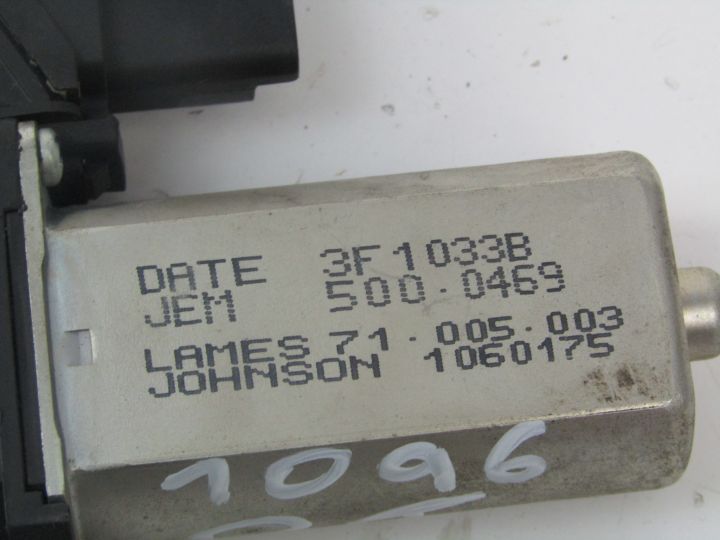 DATE 3F1033B
JEM 500.0469
LAMES 71.005.003
JOHNSON 1060175
1096